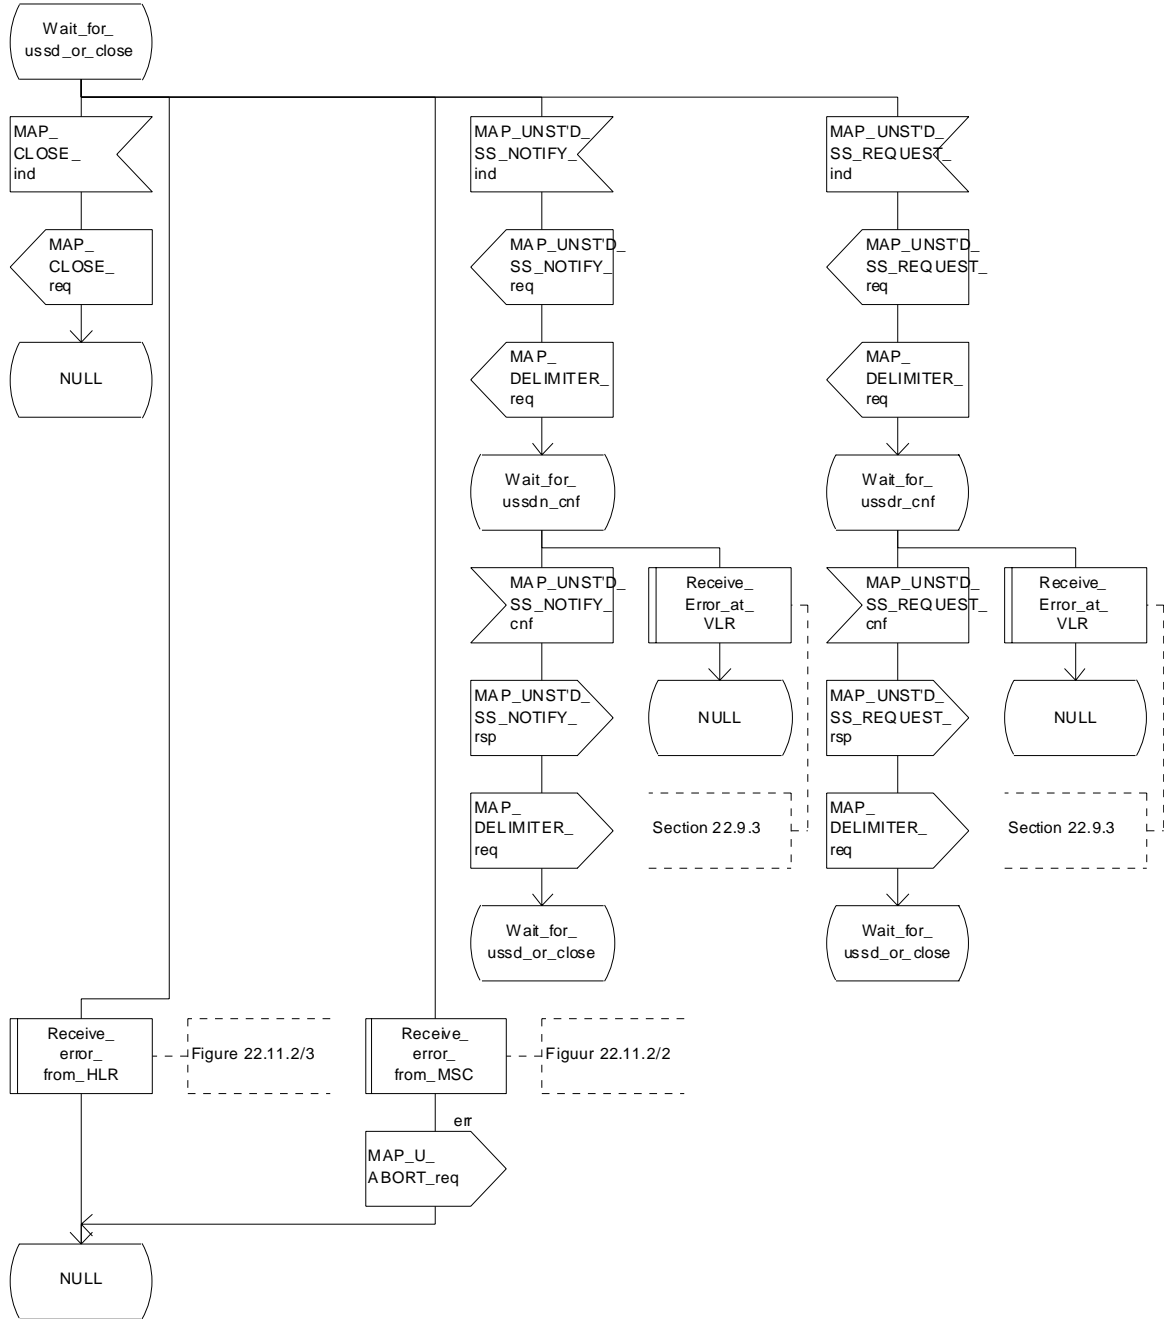 Wait_for_
ussd_or_close
MAP_
CLOSE_
ind
MAP_UNST'D_
SS_NOTIFY_
ind
MAP_UNST'D_
SS_REQUEST_
ind
MAP_
CLOSE_
req
MAP_UNST'D_
SS_NOTIFY_
req
MAP_UNST'D_
SS_REQUEST_
req
NULL
MAP_
DELIMITER_
req
MAP_
DELIMITER_
req
Wait_for_
ussdn_cnf
Wait_for_
ussdr_cnf
MAP_UNST'D_
SS_NOTIFY_
cnf
Receive_
Error_at_
VLR
MAP_UNST'D_
SS_REQUEST_
cnf
Receive_
Error_at_
VLR
MAP_UNST'D_
SS_NOTIFY_
rsp
NULL
MAP_UNST'D_
SS_REQUEST_
rsp
NULL
MAP_
DELIMITER_
req
Section 22.9.3
MAP_
DELIMITER_
req
Section 22.9.3
Wait_for_
ussd_or_close
Wait_for_
ussd_or_close
Receive_
error_
from_HLR
Figure 22.11.2/3
Receive_
error_
from_MSC
Figuur 22.11.2/2
err
MAP_U_
ABORT_req
NULL